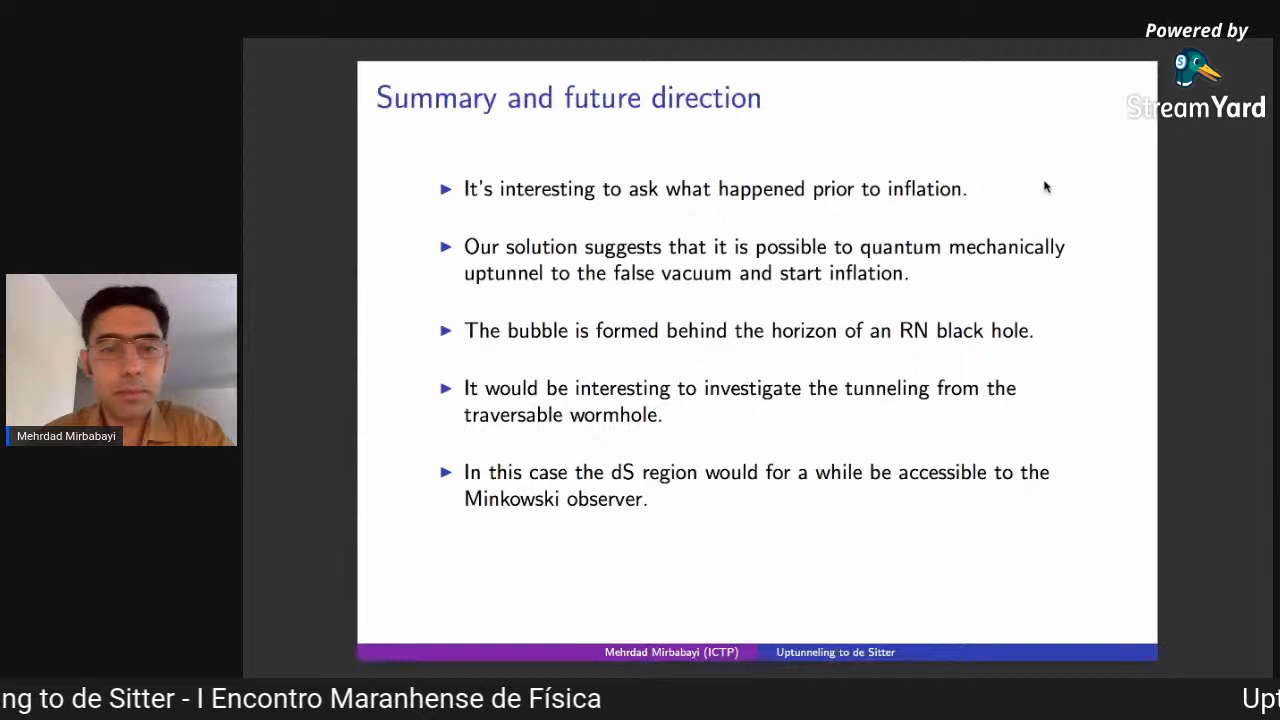 Powered by
StreamYard
Summary and future direction
► It's interesting to ask what happened prior to inflation.
► Our solution suggests that it is possible to quantum mechanically
uptunnel to the false vacuum and start inflation.
► The bubble is formed behind the horizon of an RN black hole.
► It would be interesting to investigate the tunneling from the
traversable wormhole.
► In this case the dS region would for a while be accessible to the
Minkowski observer.
Mehrdad Mirbabayi
Mehrdad Mirbabayi (ICTP) Uptunneling to de Sitter
ng to de Sitter - I Encontro Maranhense de Física
Upt